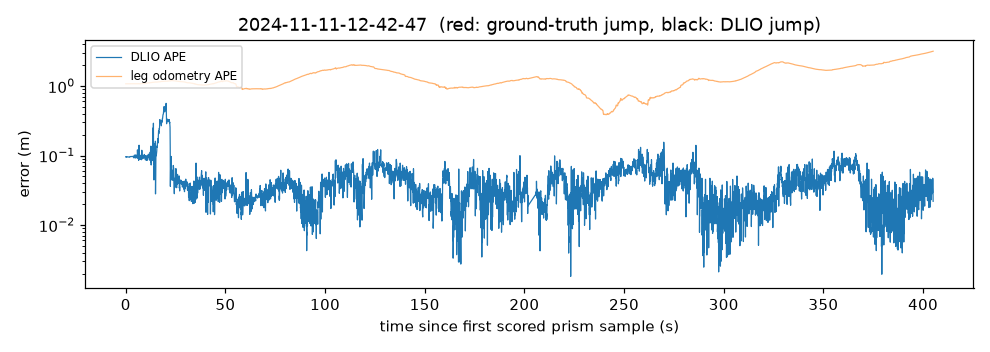 2024-11-11-12-42-47 (red: ground-truth jump, black: DLIO jump)
DLIO APE
leg odometry APE
error (m)
10⁰
10⁻¹
10⁻²
0 50 100 150 200 250 300 350 400
time since first scored prism sample (s)